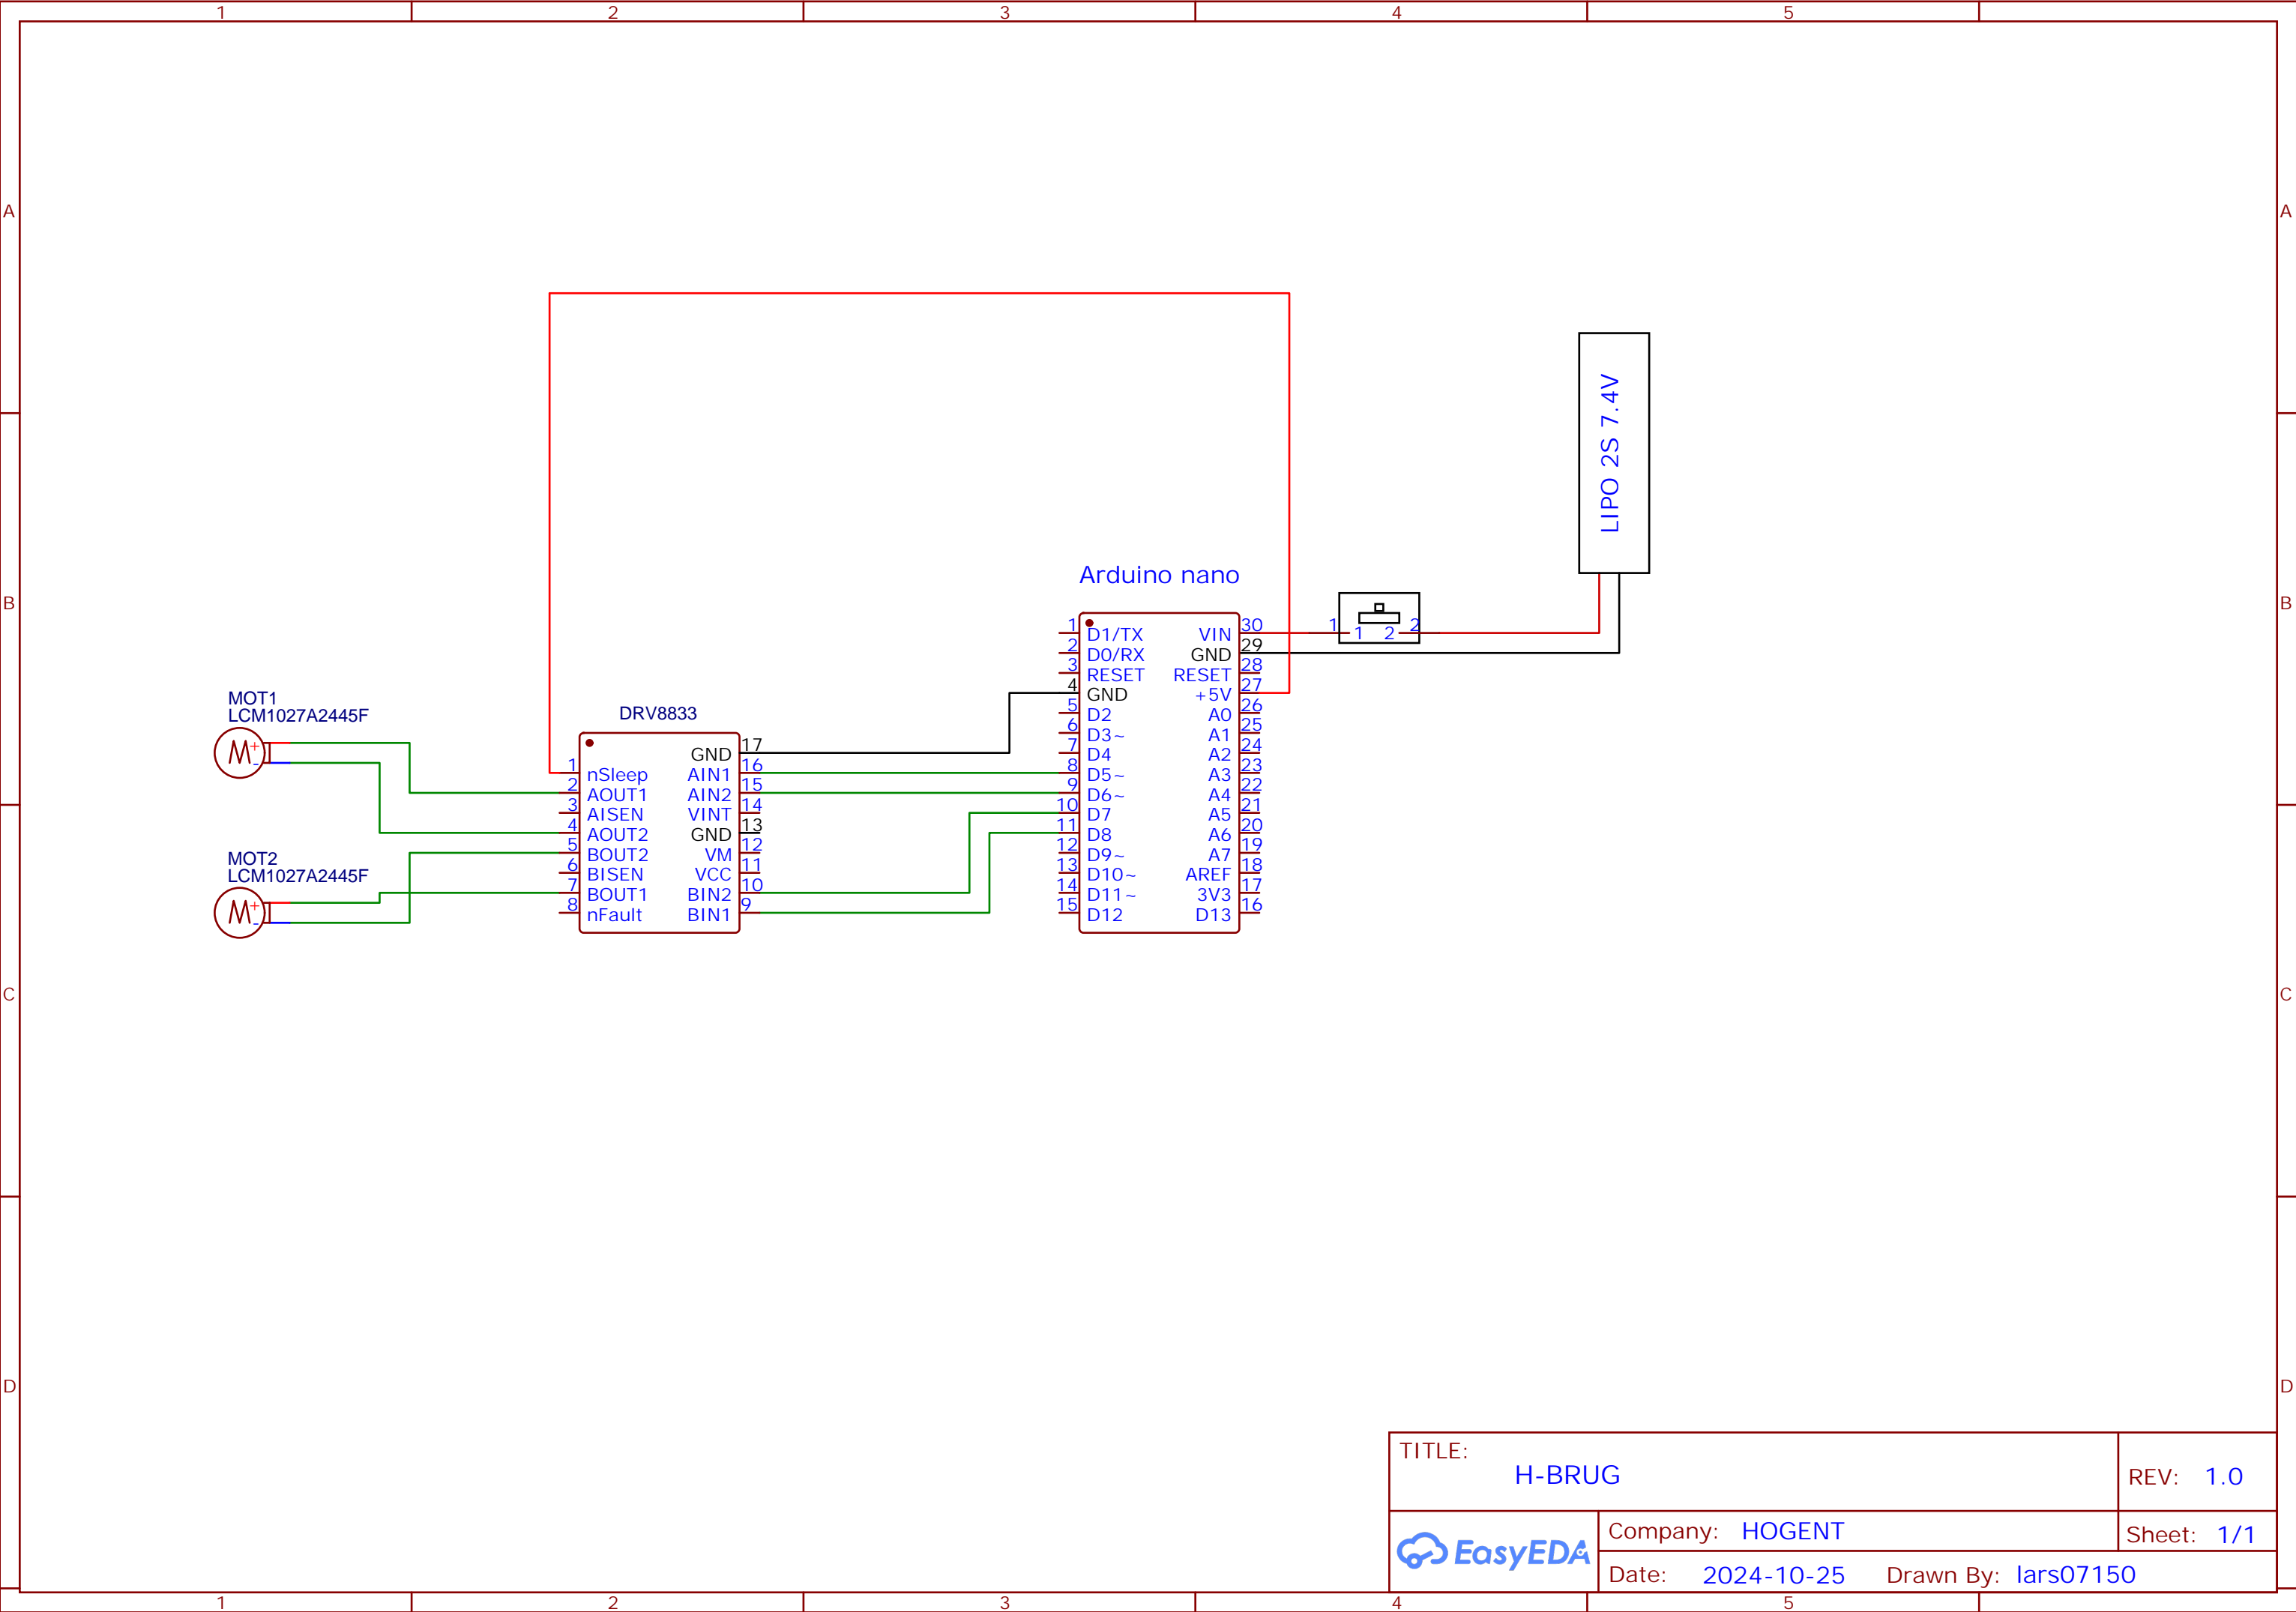 1 2 3 4 5
A A
B B
C C
D D
LIPO 2S 7.4V
Arduino nano
1 D1/TX
2 D0/RX
3 RESET
4 GND
5 D2
6 D3~
7 D4
8 D5~
9 D6~
10 D7
11 D8
12 D9~
13 D10~
14 D11~
15 D12
VIN 30
GND 29
RESET 28
+5V 27
A0 26
A1 25
A2 24
A3 23
A4 22
A5 21
A6 20
A7 19
AREF 18
3V3 17
D13 16
1 1 2 2
MOT1
LCM1027A2445F
M + -
MOT2
LCM1027A2445F
M + -
DRV8833
1 nSleep
2 AOUT1
3 AISEN
4 AOUT2
5 BOUT2
6 BISEN
7 BOUT1
8 nFault
GND 17
AIN1 16
AIN2 15
VINT 14
GND 13
VM 12
VCC 11
BIN2 10
BIN1 9
TITLE:
H-BRUG
REV: 1.0
EasyEDA
Company: HOGENT
Sheet: 1/1
Date: 2024-10-25 Drawn By: lars07150
1 2 3 4 5